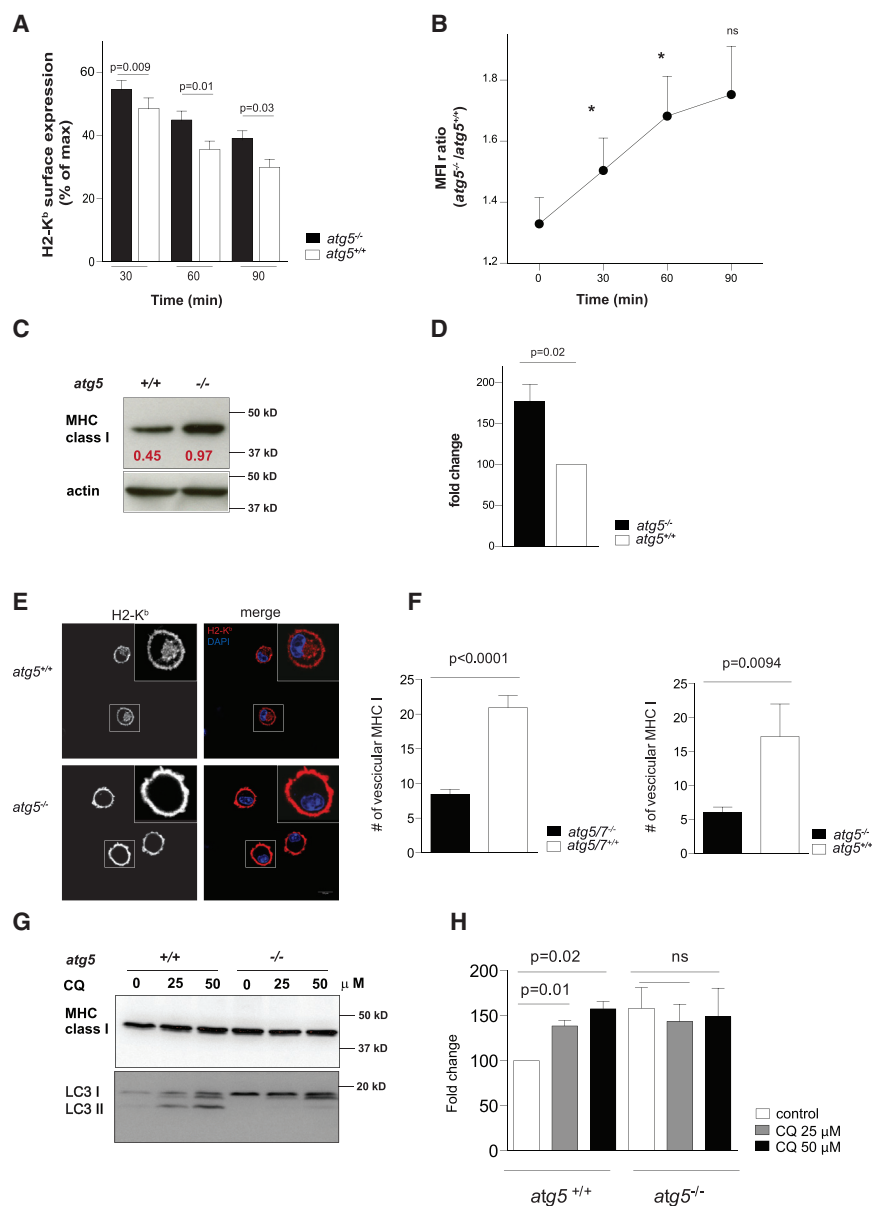 A
H2-Kᵇ surface expression
(% of max)
60
40
20
0
p=0.009
p=0.01
p=0.03
30
60
90
Time (min)
atg5⁻/⁻
atg5⁺/⁺
B
MFI ratio
(atg5⁻/⁻/atg5⁺/⁺)
1.8
1.6
1.4
1.2
*
*
ns
0
30
60
90
Time (min)
C
atg5 +/+ -/-
MHC
class I
0.45 0.97
50 kD
37 kD
actin
50 kD
37 kD
D
p=0.02
fold change
200
150
100
50
0
atg5⁻/⁻
atg5⁺/⁺
E
H2-Kᵇ
merge
H2-Kᵇ
DAPI
atg5⁺/⁺
atg5⁻/⁻
F
p<0.0001
# of vescicular MHC I
25
20
15
10
5
0
atg5/7⁻/⁻
atg5/7⁺/⁺
p=0.0094
# of vescicular MHC I
25
20
15
10
5
0
atg5⁻/⁻
atg5⁺/⁺
G
atg5 +/+ -/-
CQ 0 25 50 0 25 50 μ M
MHC
class I
50 kD
37 kD
LC3 I
LC3 II
20 kD
H
p=0.02
ns
p=0.01
Fold change
200
150
100
50
0
control
CQ 25 μM
CQ 50 μM
atg5 ⁺/⁺
atg5⁻/⁻